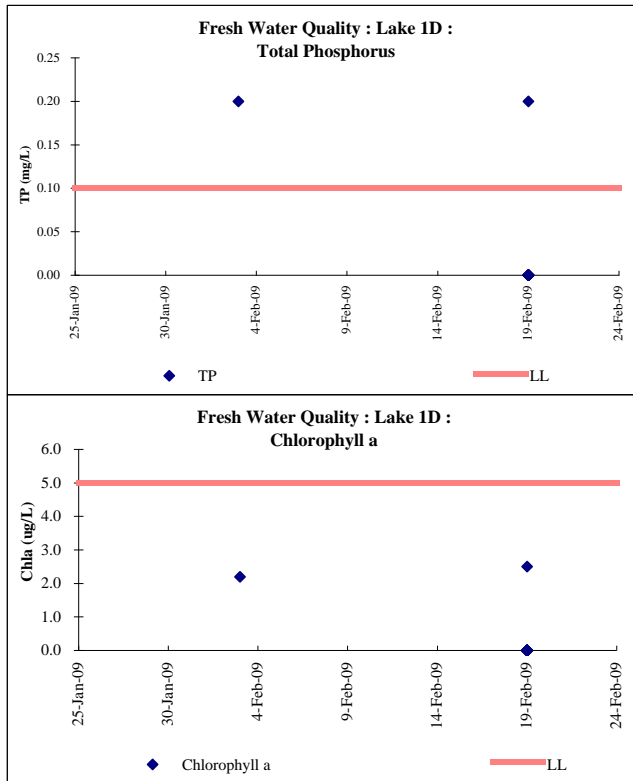 Fresh Water Quality : Lake 1D :
Total Phosphorus
0.25
0.20
0.15
0.10
0.05
0.00
TP (mg/L)
25-Jan-09
30-Jan-09
4-Feb-09
9-Feb-09
14-Feb-09
19-Feb-09
24-Feb-09
TP
LL
Fresh Water Quality : Lake 1D :
Chlorophyll a
6.0
5.0
4.0
3.0
2.0
1.0
0.0
Chla (ug/L)
25-Jan-09
30-Jan-09
4-Feb-09
9-Feb-09
14-Feb-09
19-Feb-09
24-Feb-09
Chlorophyll a
LL